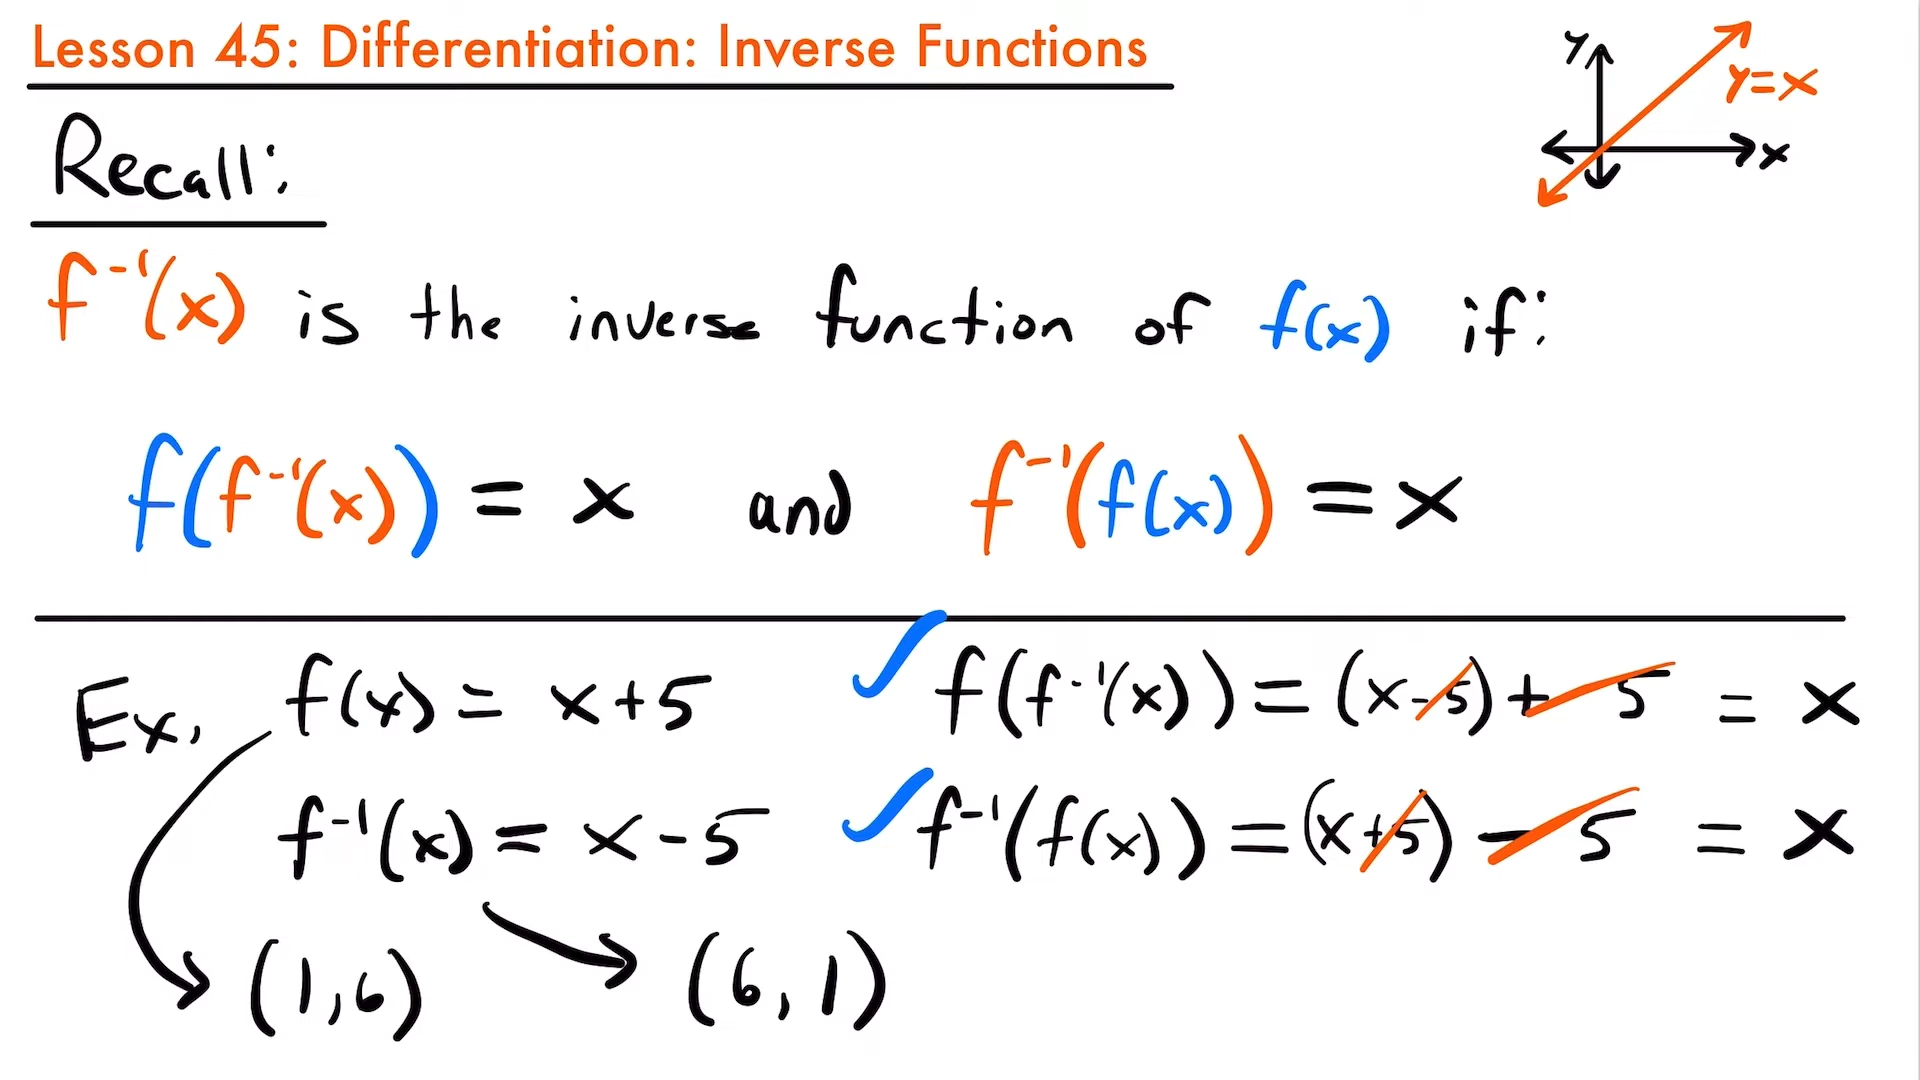 Lesson 45: Differentiation: Inverse Functions
y
y=x
x
Recall:
f⁻¹(x) is the inverse function of f(x) if:
f(f⁻¹(x)) = x and f⁻¹(f(x)) = x
Ex. f(x) = x+5 ✓ f(f⁻¹(x)) = (x-5)+5 = x
f⁻¹(x) = x-5 ✓ f⁻¹(f(x)) = (x+5)-5 = x
(1,6) (6,1)